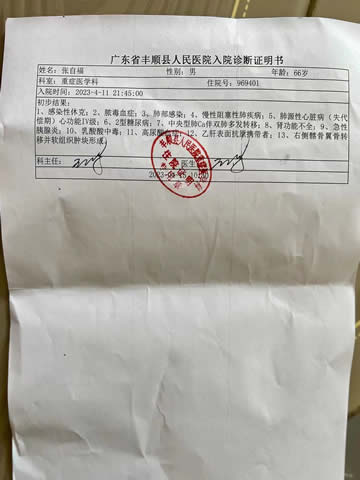 广东省丰顺县人民医院入院诊断证明书
姓名：张自福 性别：男 年龄：66岁
科室：重症医学科 住院号：969401
入院时间：2023-4-11 21:45:00
初步结果：
1、感染性休克；2、脓毒血症；3、肺部感染；4、慢性阻塞性肺疾病；5、肺源性心脏病（失代
偿期）心功能IV级；6、2型糖尿病；7、中央型肺Ca伴双肺多发转移；8、肾功能不全；9、急性
胰腺炎；10、乳酸酸中毒；11、高尿酸血症；12、乙肝表面抗原携带者；13、右侧髂骨翼骨转
移并软组织肿块形成。
科主任： 医生：